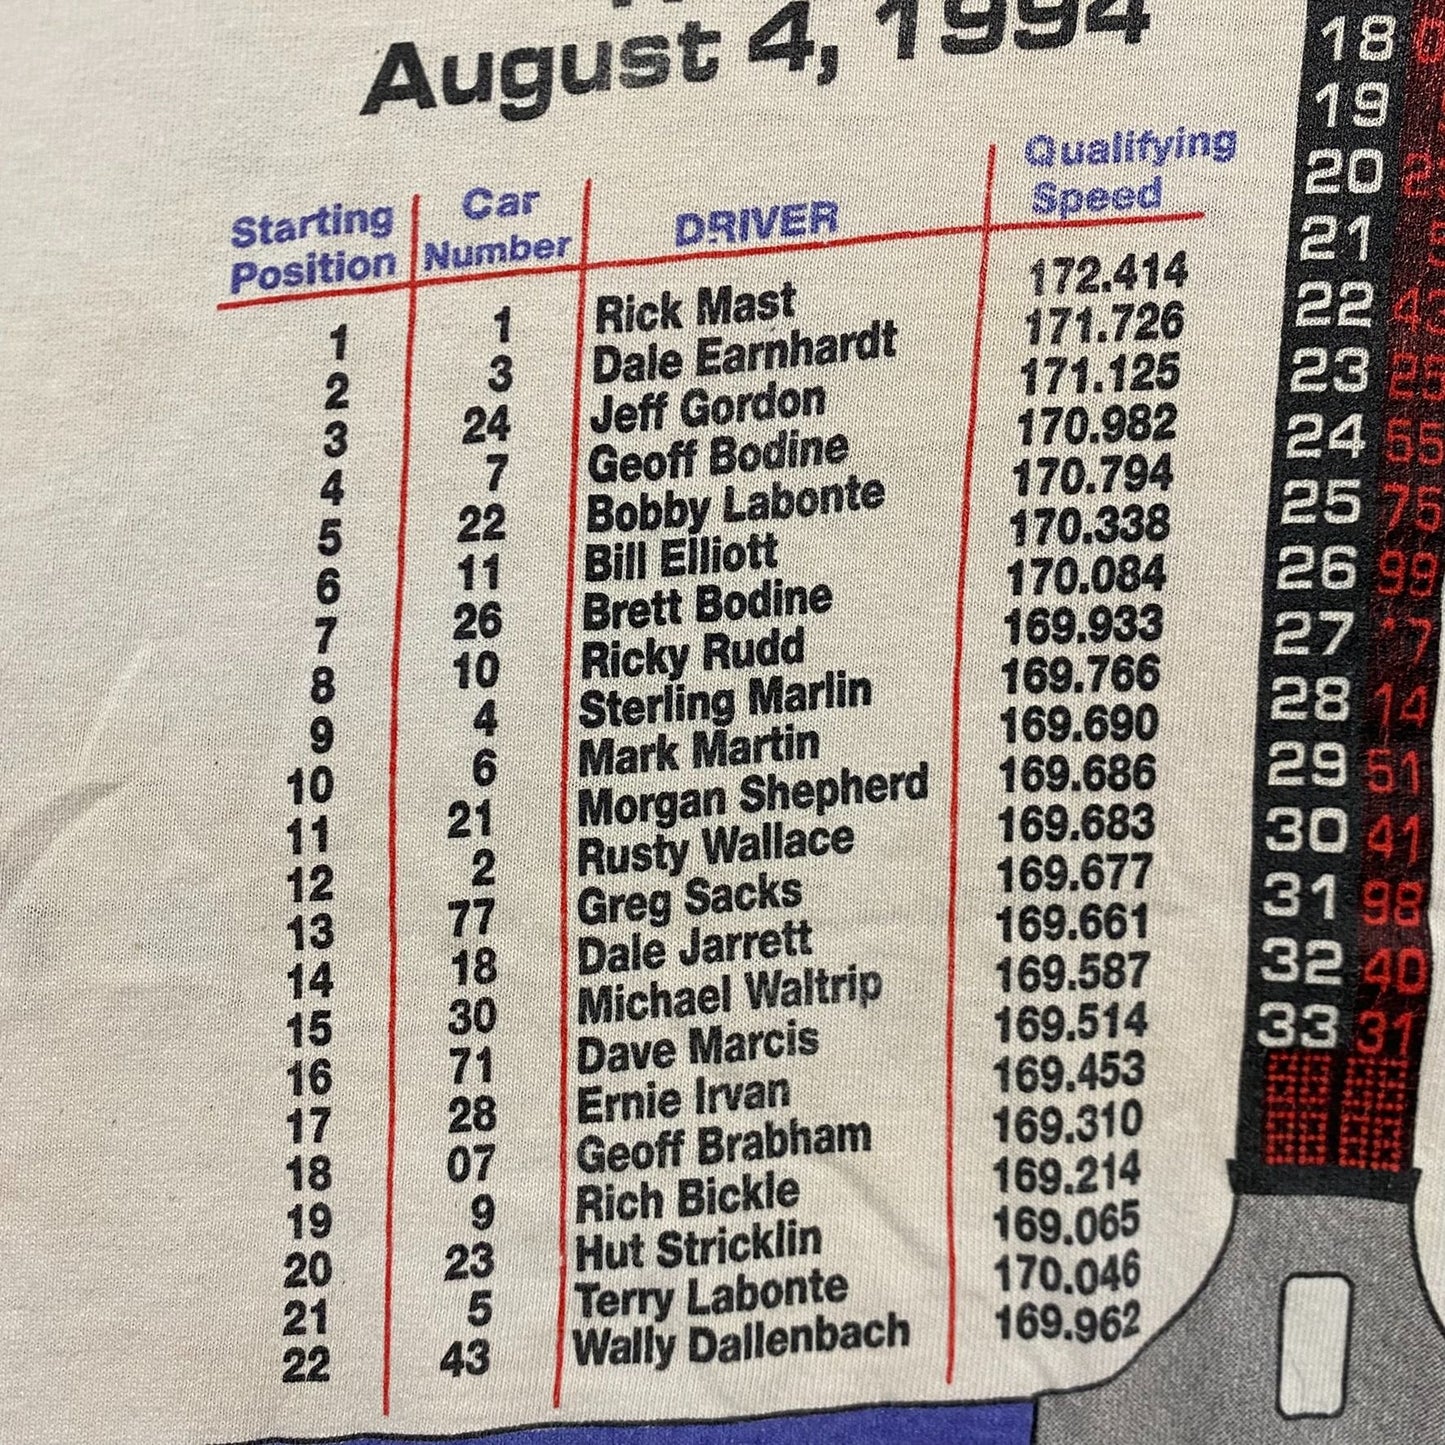 August 4, 1994
Starting Position Car Number DRIVER Qualifying Speed
1 1 Rick Mast 172.414
2 3 Dale Earnhardt 171.726
3 24 Jeff Gordon 171.125
4 7 Geoff Bodine 170.982
5 22 Bobby Labonte 170.794
6 11 Bill Elliott 170.338
7 26 Brett Bodine 170.084
8 10 Ricky Rudd 169.933
9 4 Sterling Marlin 169.766
10 6 Mark Martin 169.690
11 21 Morgan Shepherd 169.686
12 2 Rusty Wallace 169.683
13 77 Greg Sacks 169.677
14 18 Dale Jarrett 169.661
15 30 Michael Waltrip 169.587
16 71 Dave Marcis 169.514
17 28 Ernie Irvan 169.453
18 07 Geoff Brabham 169.310
19 9 Rich Bickle 169.214
20 23 Hut Stricklin 169.065
21 5 Terry Labonte 170.046
22 43 Wally Dallenbach 169.962
18
19
20
21
22
23
24 55
25 75
26 99
27
28 14
29 51
30 41
31 98
32 40
33 31